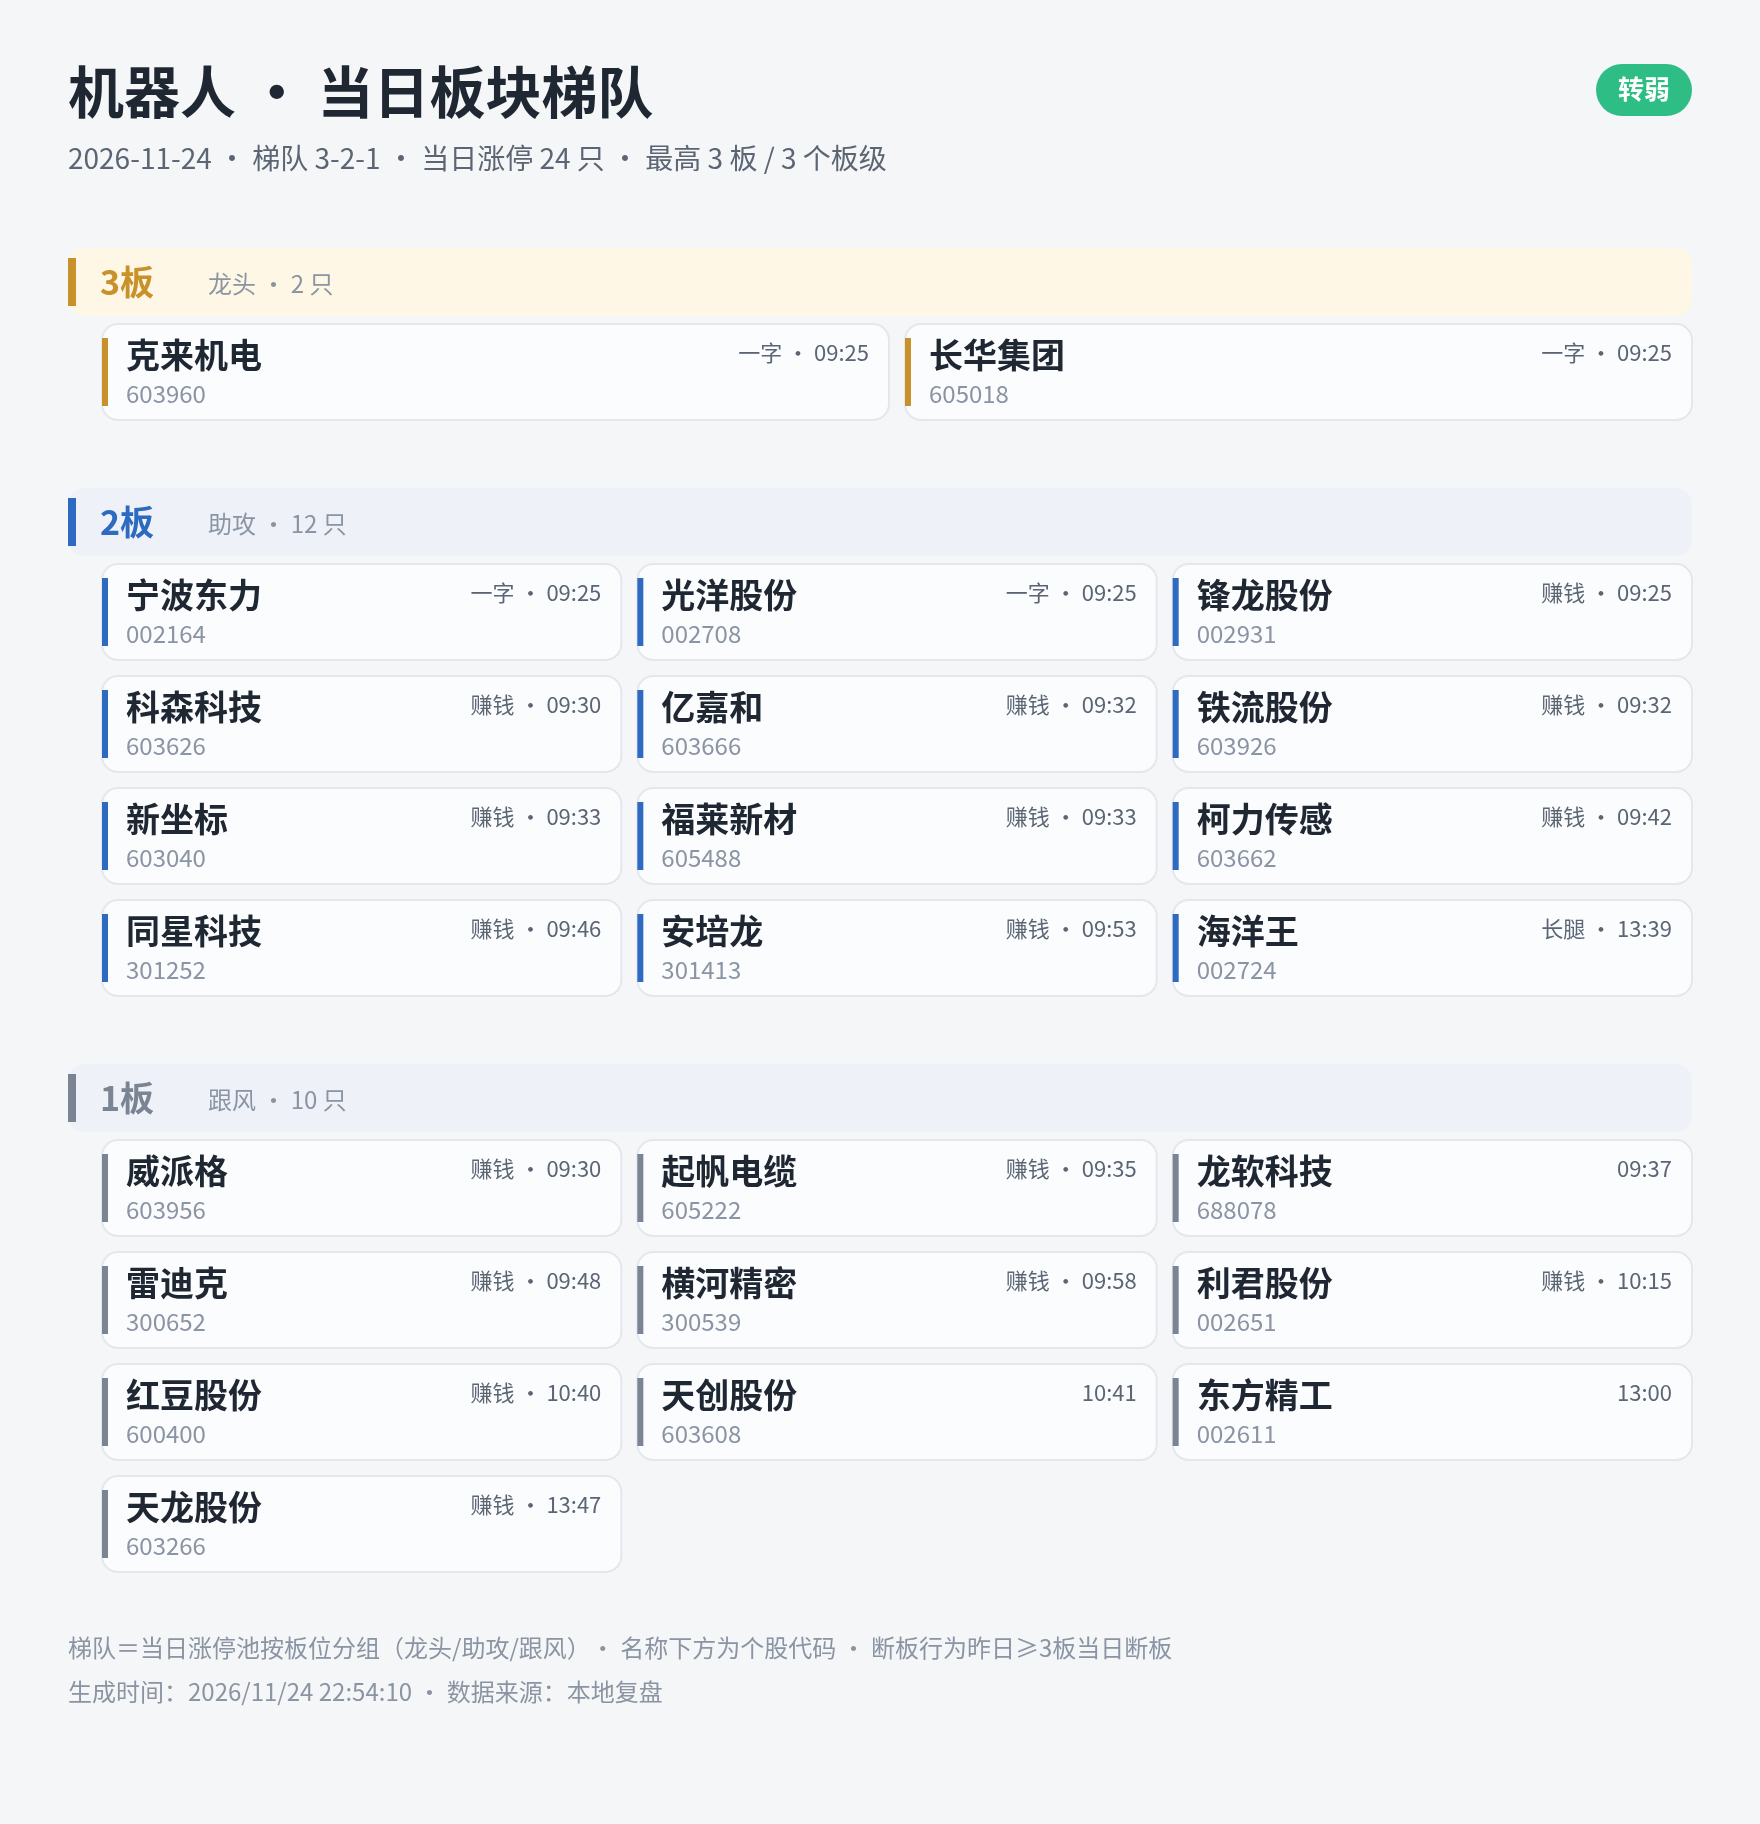 机器人 · 当日板块梯队
转弱
2026-11-24 · 梯队 3-2-1 · 当日涨停 24 只 · 最高 3 板 / 3 个板级
3板 龙头 · 2 只
克来机电 一字 · 09:25
603960
长华集团 一字 · 09:25
605018
2板 助攻 · 12 只
宁波东力 一字 · 09:25
002164
光洋股份 一字 · 09:25
002708
锋龙股份 赚钱 · 09:25
002931
科森科技 赚钱 · 09:30
603626
亿嘉和 赚钱 · 09:32
603666
铁流股份 赚钱 · 09:32
603926
新坐标 赚钱 · 09:33
603040
福莱新材 赚钱 · 09:33
605488
柯力传感 赚钱 · 09:42
603662
同星科技 赚钱 · 09:46
301252
安培龙 赚钱 · 09:53
301413
海洋王 长腿 · 13:39
002724
1板 跟风 · 10 只
威派格 赚钱 · 09:30
603956
起帆电缆 赚钱 · 09:35
605222
龙软科技 09:37
688078
雷迪克 赚钱 · 09:48
300652
横河精密 赚钱 · 09:58
300539
利君股份 赚钱 · 10:15
002651
红豆股份 赚钱 · 10:40
600400
天创股份 10:41
603608
东方精工 13:00
002611
天龙股份 赚钱 · 13:47
603266
梯队＝当日涨停池按板位分组（龙头/助攻/跟风） · 名称下方为个股代码 · 断板行为昨日≥3板当日断板
生成时间：2026/11/24 22:54:10 · 数据来源：本地复盘